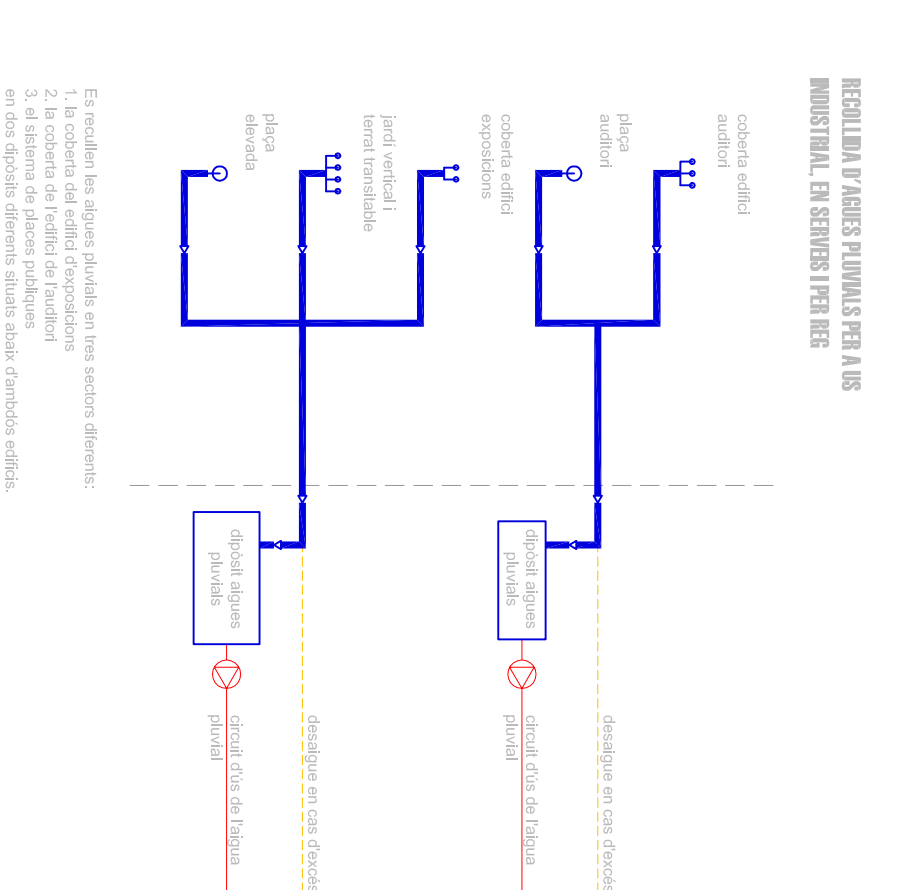 RECOLLIDA D'AGUES PLUVIALS PER A US
INDUSTRIAL, EN SERVEIS I PER REG
coberta edifici
auditori
plaça
auditori
coberta edifici
exposicions
jardí vertical i
terrat transitable
plaça
elevada
dipòsit aigues
pluvials
dipòsit aigues
pluvials
desaigue en cas d'excés
circuit d'ús de l'aigua
pluvial
desaigue en cas d'excés
circuit d'ús de l'aigua
pluvial
Es recullen les aigues pluvials en tres sectors diferents:
1. la coberta del edifici d'exposicions
2. la coberta de l'edifici de l'auditori
3. el sistema de places publiques
en dos dipòsits diferents situats abaix d'ambdós edificis.